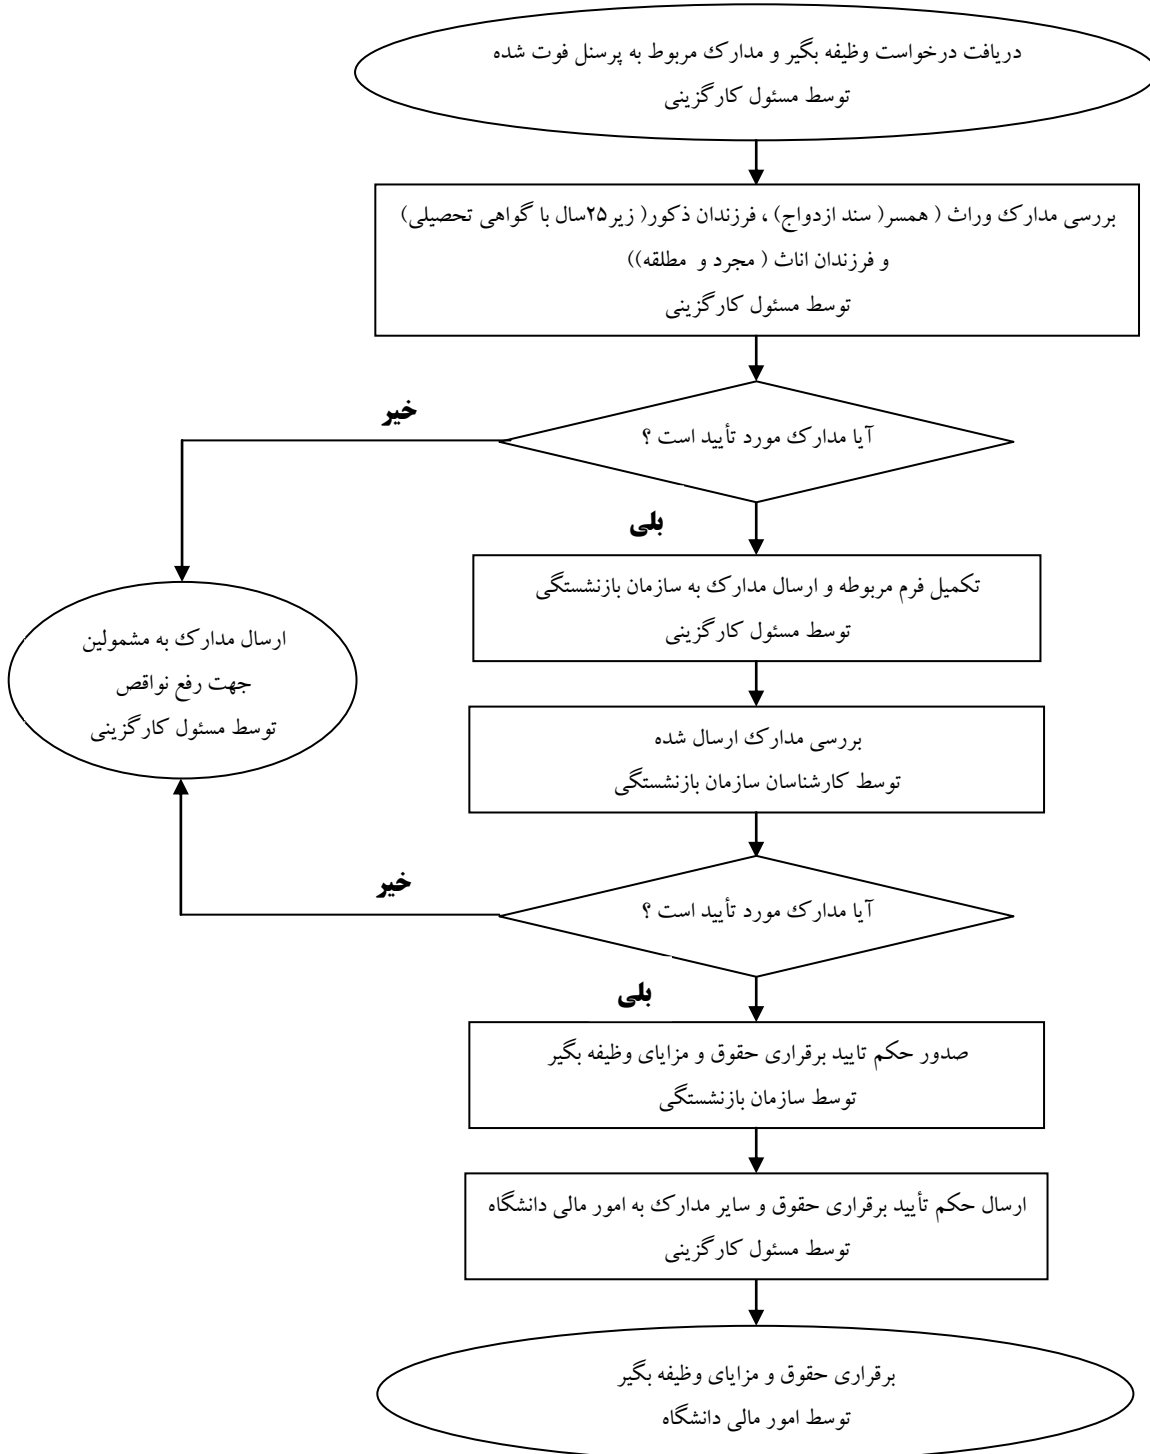 دریافت درخواست وظیفه بگیر و مدارک مربوط به پرسنل فوت شده
توسط مسئول کارگزینی
بررسی مدارک وراث ( همسر( سند ازدواج) ، فرزندان ذکور( زیر۲۵سال با گواهی تحصیلی)
و فرزندان اناث ( مجرد و مطلقه))
توسط مسئول کارگزینی
آیا مدارک مورد تأیید است ؟
خیر
بلی
تکمیل فرم مربوطه و ارسال مدارک به سازمان بازنشستگی
توسط مسئول کارگزینی
ارسال مدارک به مشمولین
جهت رفع نواقص
توسط مسئول کارگزینی
بررسی مدارک ارسال شده
توسط کارشناسان سازمان بازنشستگی
آیا مدارک مورد تأیید است ؟
خیر
بلی
صدور حکم تایید برقراری حقوق و مزایای وظیفه بگیر
توسط سازمان بازنشستگی
ارسال حکم تأیید برقراری حقوق و سایر مدارک به امور مالی دانشگاه
توسط مسئول کارگزینی
برقراری حقوق و مزایای وظیفه بگیر
توسط امور مالی دانشگاه